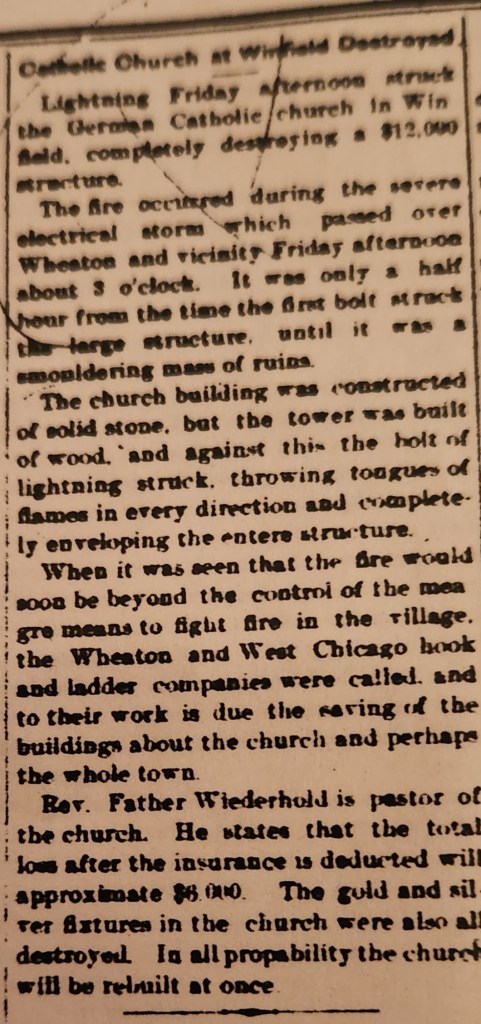 Catholic Church at Winfield Destroyed.
Lightning Friday afternoon struck
the German Catholic church in Win
field, completely destroying a $12,000
structure.
The fire occurred during the severe
electrical storm which passed over
Wheaton and vicinity Friday afternoon
about 3 o'clock. It was only a half
hour from the time the first bolt struck
the large structure, until it was a
smouldering mass of ruins.
The church building was constructed
of solid stone, but the tower was built
of wood, and against this the bolt of
lightning struck, throwing tongues of
flames in every direction and complete-
ly enveloping the entere structure.
When it was seen that the fire would
soon be beyond the control of the mea
gre means to fight fire in the village,
the Wheaton and West Chicago hook
and ladder companies were called, and
to their work is due the saving of the
buildings about the church and perhaps
the whole town.
Rev. Father Wiederhold is pastor of
the church. He states that the total
loss after the insurance is deducted will
approximate $6,000. The gold and sil-
ver fixtures in the church were also all
destroyed. In all propability the church
will be rebuilt at once